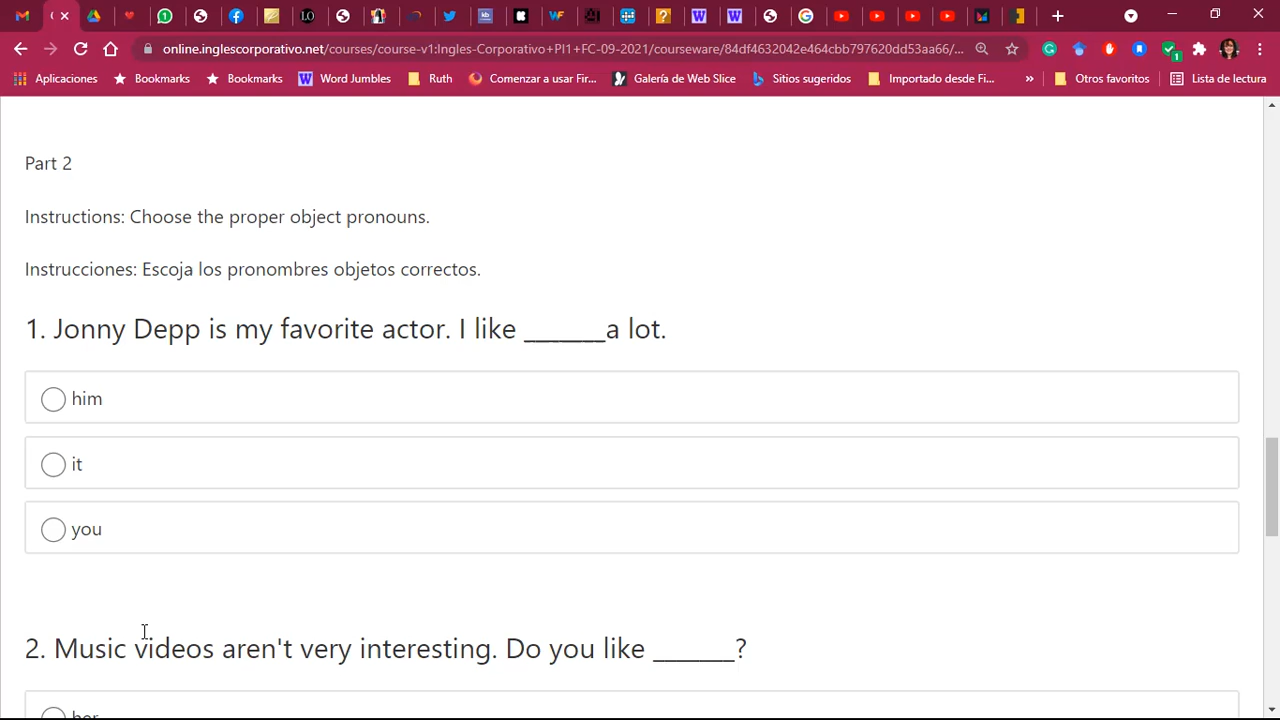 online.inglescorporativo.net/courses/course-v1:Ingles-Corporativo+PI1+FC-09-2021/courseware/84df4632042e464cbb797620dd53aa66/...
Aplicaciones Bookmarks Bookmarks Word Jumbles Ruth Comenzar a usar Fir... Galería de Web Slice Sitios sugeridos Importado desde Fi... » Otros favoritos Lista de lectura
Part 2
Instructions: Choose the proper object pronouns.
Instrucciones: Escoja los pronombres objetos correctos.
1. Jonny Depp is my favorite actor. I like _______a lot.
him
it
you
2. Music videos aren't very interesting. Do you like _______?
her